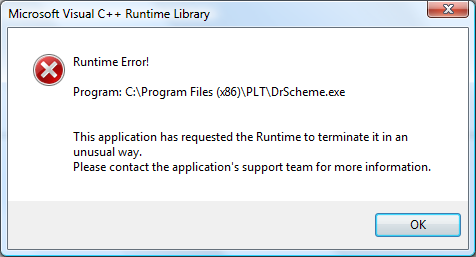 Microsoft Visual C++ Runtime Library
Runtime Error!
Program: C:\Program Files (x86)\PLT\DrScheme.exe
This application has requested the Runtime to terminate it in an
unusual way.
Please contact the application's support team for more information.
OK